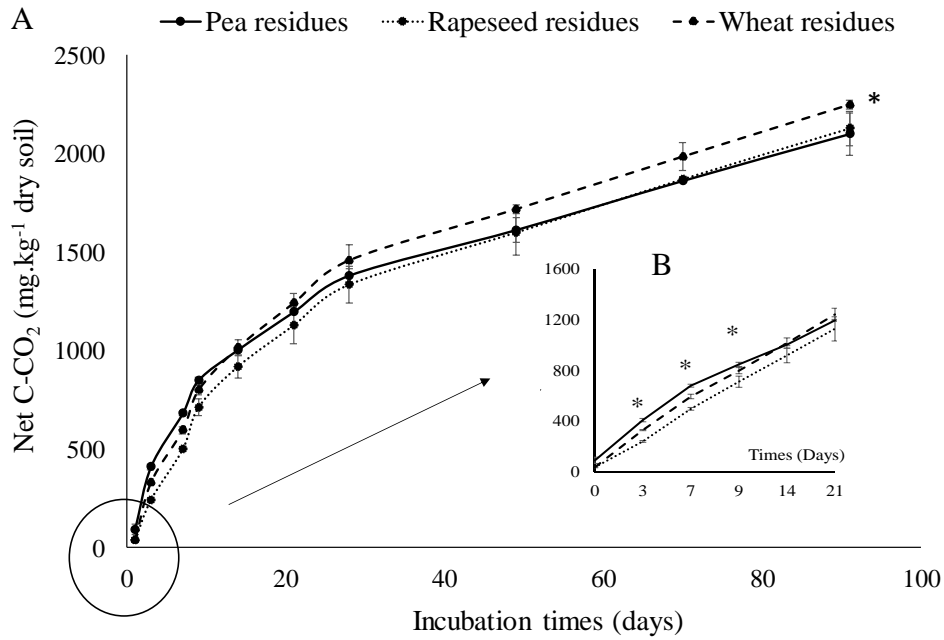 A
Pea residues Rapeseed residues Wheat residues
2500
2000
1500
1000
500
0
Net C-CO₂ (mg.kg⁻¹ dry soil)
*
0 20 40 60 80 100
Incubation times (days)
B
1600
1200
800
400
0
* * *
Times (Days)
0 3 7 9 14 21